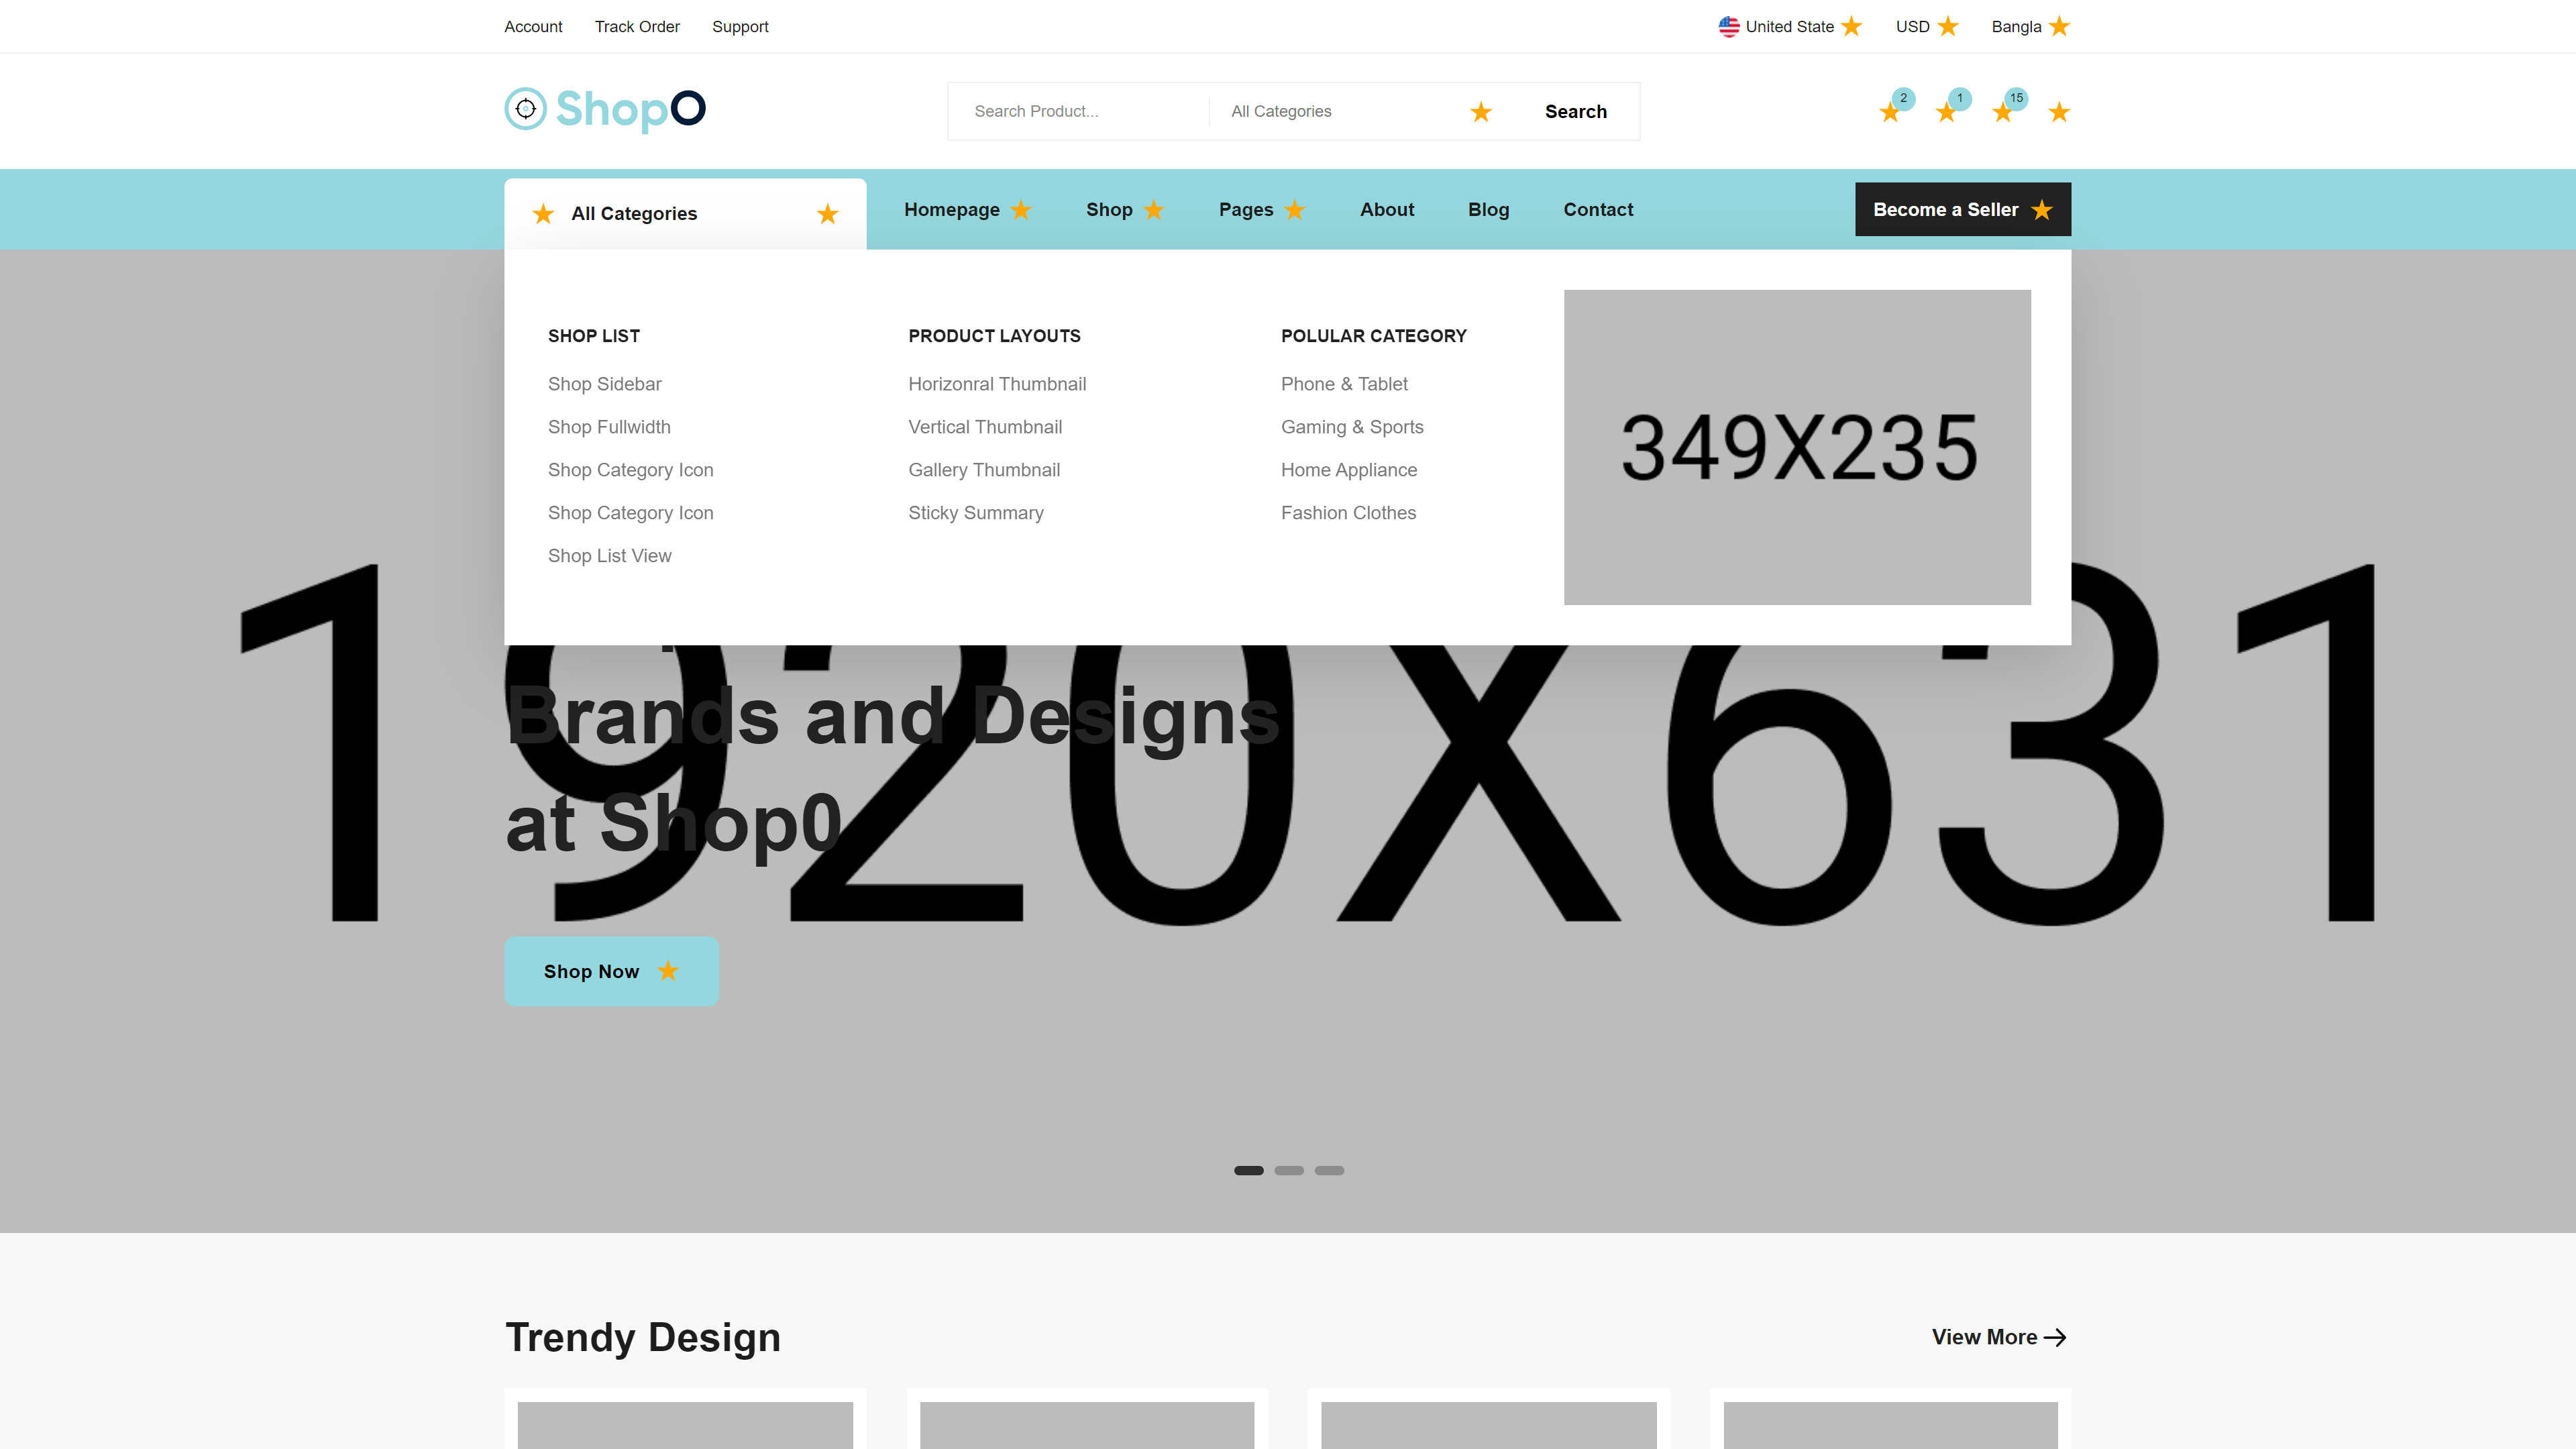 Account Track Order Support United State USD Bangla
ShopO Search Product... All Categories Search 2 1 15
All Categories Homepage Shop Pages About Blog Contact Become a Seller
SHOP LIST PRODUCT LAYOUTS POLULAR CATEGORY
Shop Sidebar Horizonral Thumbnail Phone & Tablet
Shop Fullwidth Vertical Thumbnail Gaming & Sports
Shop Category Icon Gallery Thumbnail Home Appliance
Shop Category Icon Sticky Summary Fashion Clothes
Shop List View
349X235
1920X631
Brands and Designs
at Shop0
Shop Now
Trendy Design View More